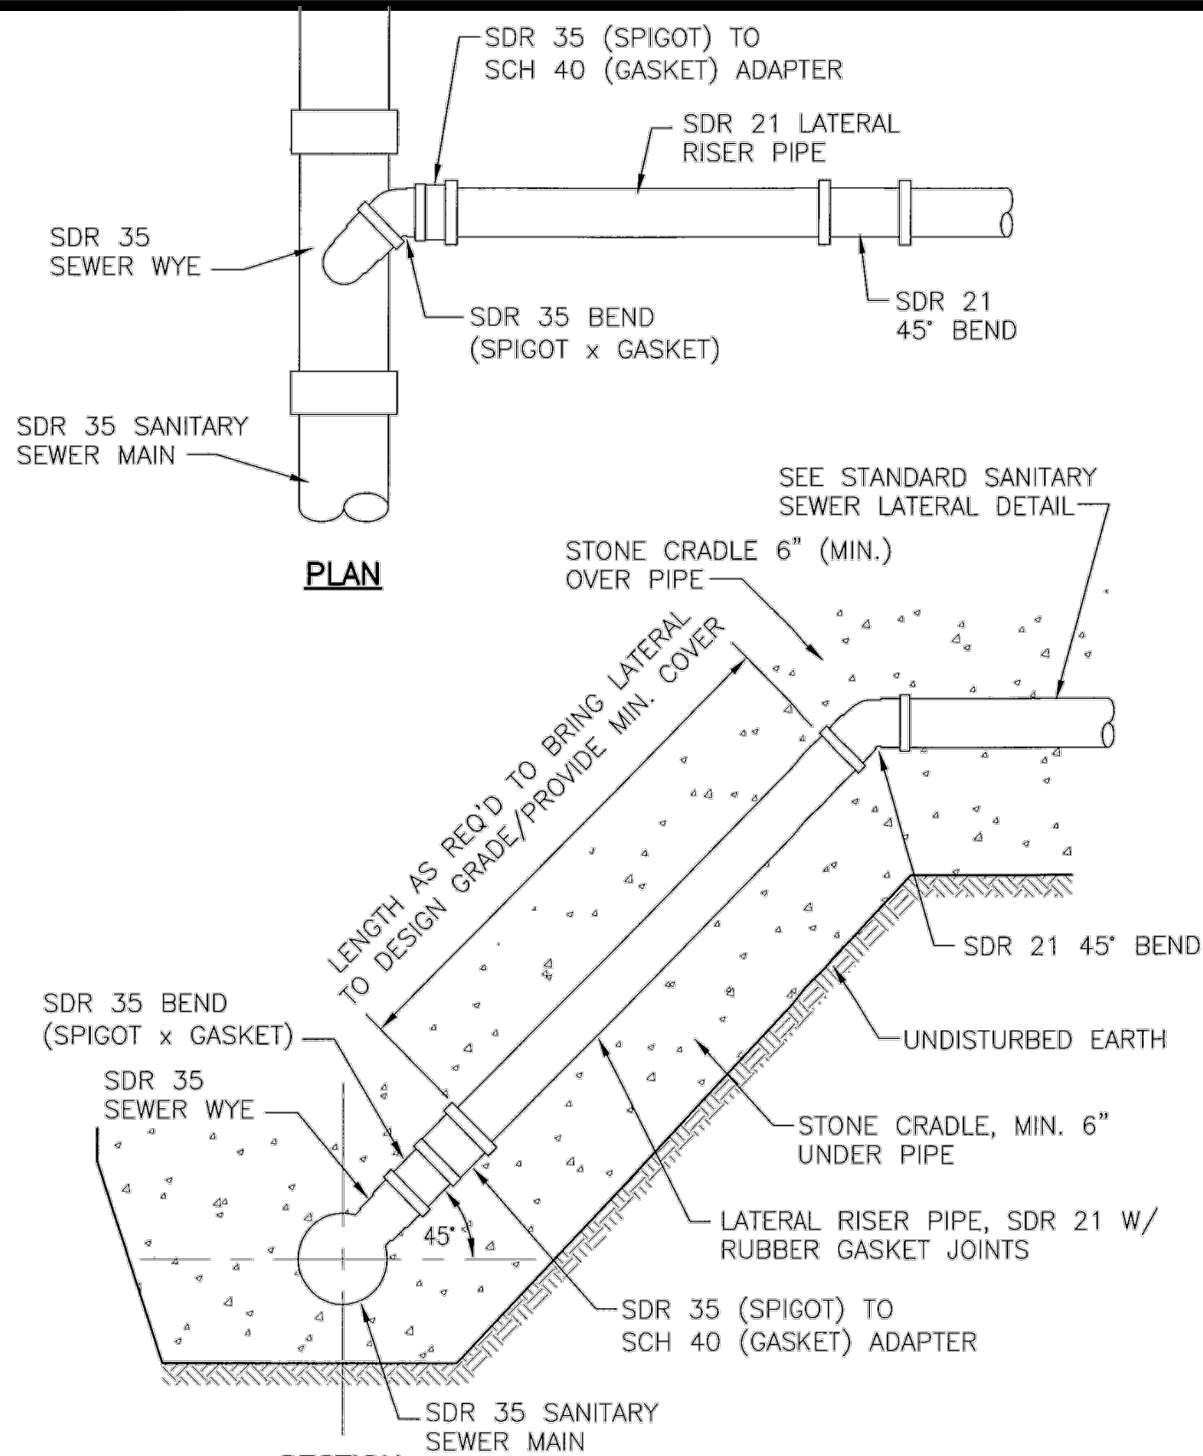 SDR 35 (SPIGOT) TO
SCH 40 (GASKET) ADAPTER
SDR 21 LATERAL
RISER PIPE
SDR 35
SEWER WYE
SDR 21
45° BEND
SDR 35 BEND
(SPIGOT x GASKET)
SDR 35 SANITARY
SEWER MAIN
PLAN
SEE STANDARD SANITARY
SEWER LATERAL DETAIL
STONE CRADLE 6" (MIN.)
OVER PIPE
LENGTH AS REQ'D TO BRING LATERAL
TO DESIGN GRADE/PROVIDE MIN. COVER
SDR 21 45° BEND
SDR 35 BEND
(SPIGOT x GASKET)
UNDISTURBED EARTH
SDR 35
SEWER WYE
STONE CRADLE, MIN. 6"
UNDER PIPE
45°
LATERAL RISER PIPE, SDR 21 W/
RUBBER GASKET JOINTS
SDR 35 (SPIGOT) TO
SCH 40 (GASKET) ADAPTER
SDR 35 SANITARY
SEWER MAIN